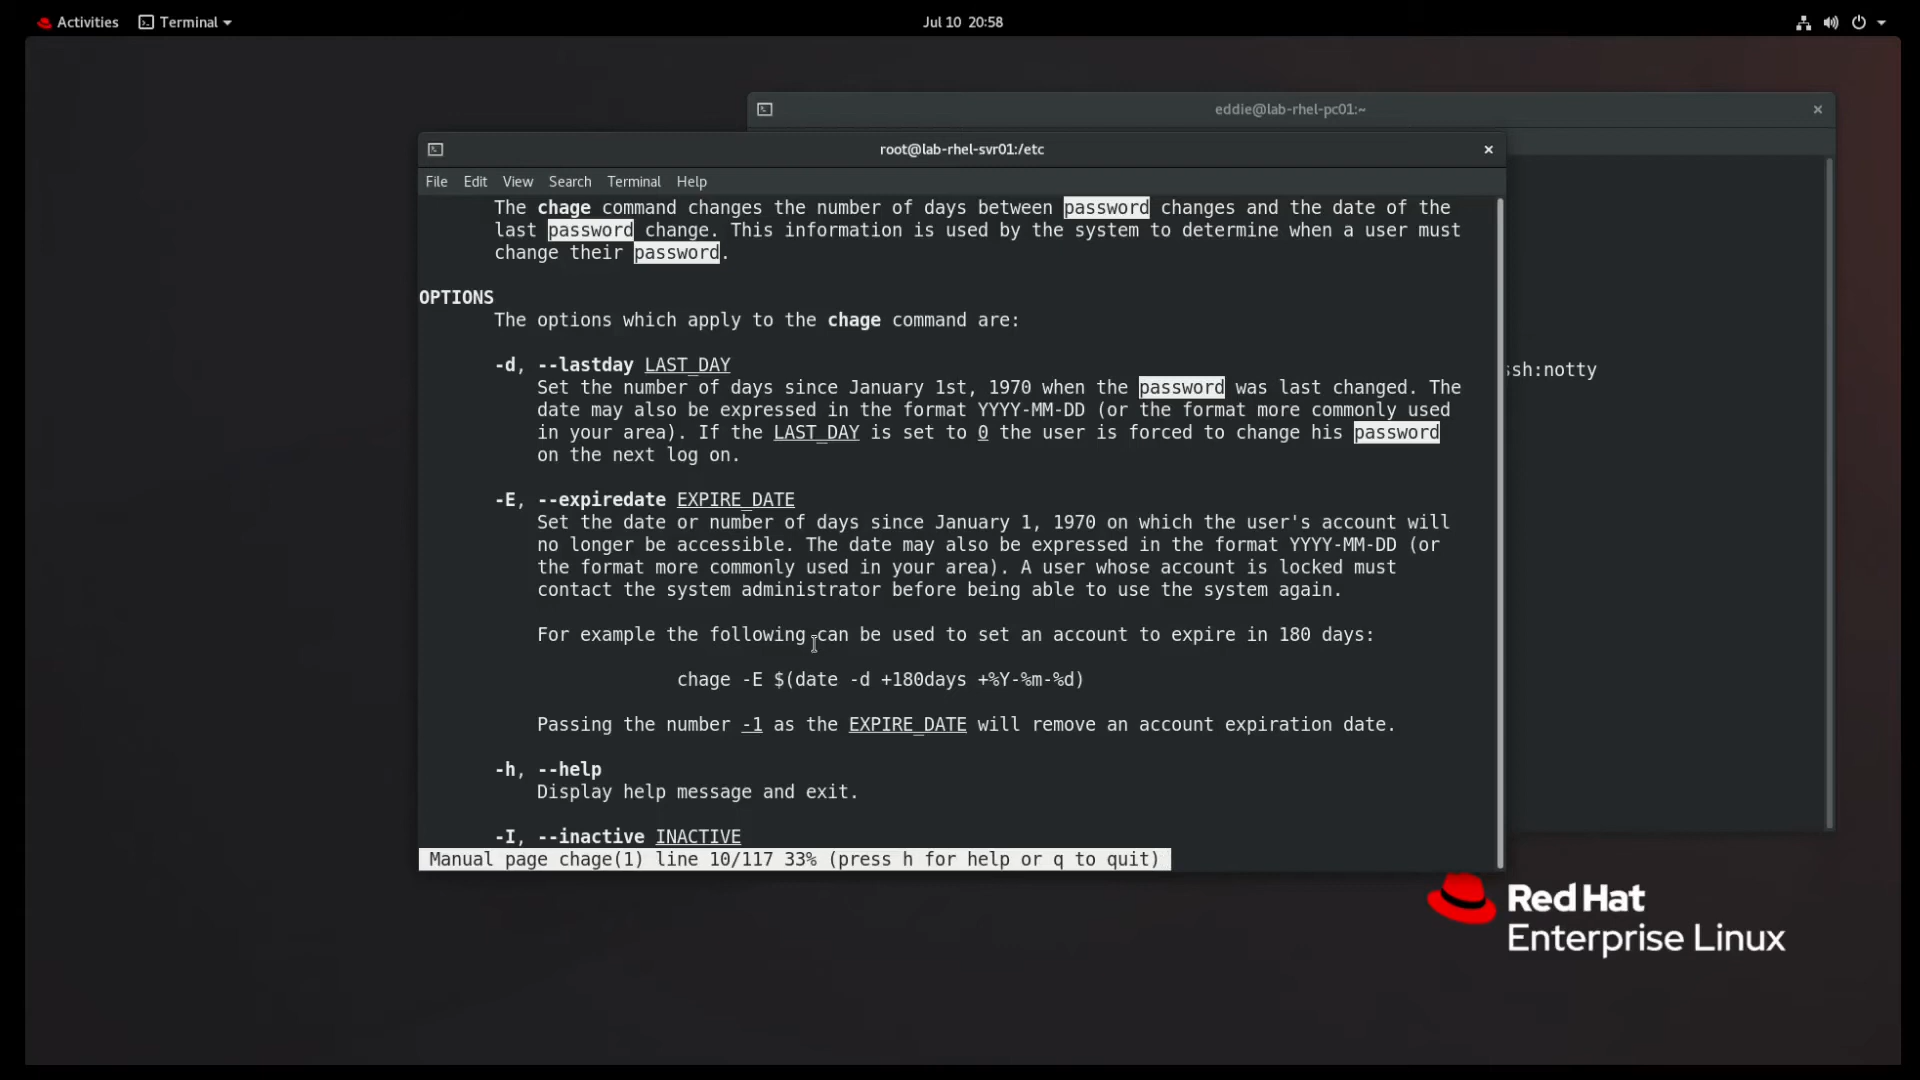 Activities
Terminal
Jul 10 20:58
eddie@lab-rhel-pc01:~
root@lab-rhel-svr01:/etc
File Edit View Search Terminal Help
The chage command changes the number of days between password changes and the date of the
last password change. This information is used by the system to determine when a user must
change their password.
OPTIONS
The options which apply to the chage command are:
-d, --lastday LAST_DAY
Set the number of days since January 1st, 1970 when the password was last changed. The
date may also be expressed in the format YYYY-MM-DD (or the format more commonly used
in your area). If the LAST_DAY is set to 0 the user is forced to change his password
on the next log on.
-E, --expiredate EXPIRE_DATE
Set the date or number of days since January 1, 1970 on which the user's account will
no longer be accessible. The date may also be expressed in the format YYYY-MM-DD (or
the format more commonly used in your area). A user whose account is locked must
contact the system administrator before being able to use the system again.
For example the following can be used to set an account to expire in 180 days:
chage -E $(date -d +180days +%Y-%m-%d)
Passing the number -1 as the EXPIRE_DATE will remove an account expiration date.
-h, --help
Display help message and exit.
-I, --inactive INACTIVE
Manual page chage(1) line 10/117 33% (press h for help or q to quit)
ssh:notty
Red Hat
Enterprise Linux